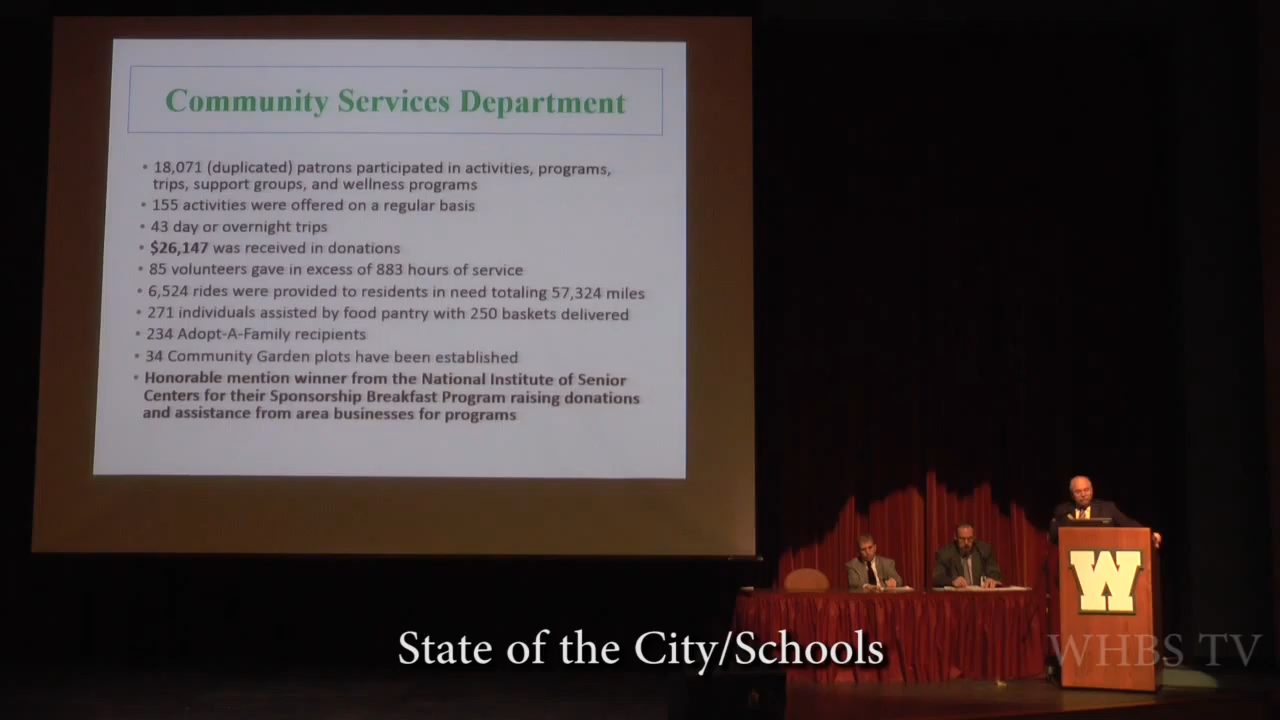 Community Services Department
• 18,071 (duplicated) patrons participated in activities, programs,
trips, support groups, and wellness programs
• 155 activities were offered on a regular basis
• 43 day or overnight trips
• $26,147 was received in donations
• 85 volunteers gave in excess of 883 hours of service
• 6,524 rides were provided to residents in need totaling 57,324 miles
• 271 individuals assisted by food pantry with 250 baskets delivered
• 234 Adopt-A-Family recipients
• 34 Community Garden plots have been established
• Honorable mention winner from the National Institute of Senior
Centers for their Sponsorship Breakfast Program raising donations
and assistance from area businesses for programs
W
State of the City/Schools
WHBS TV